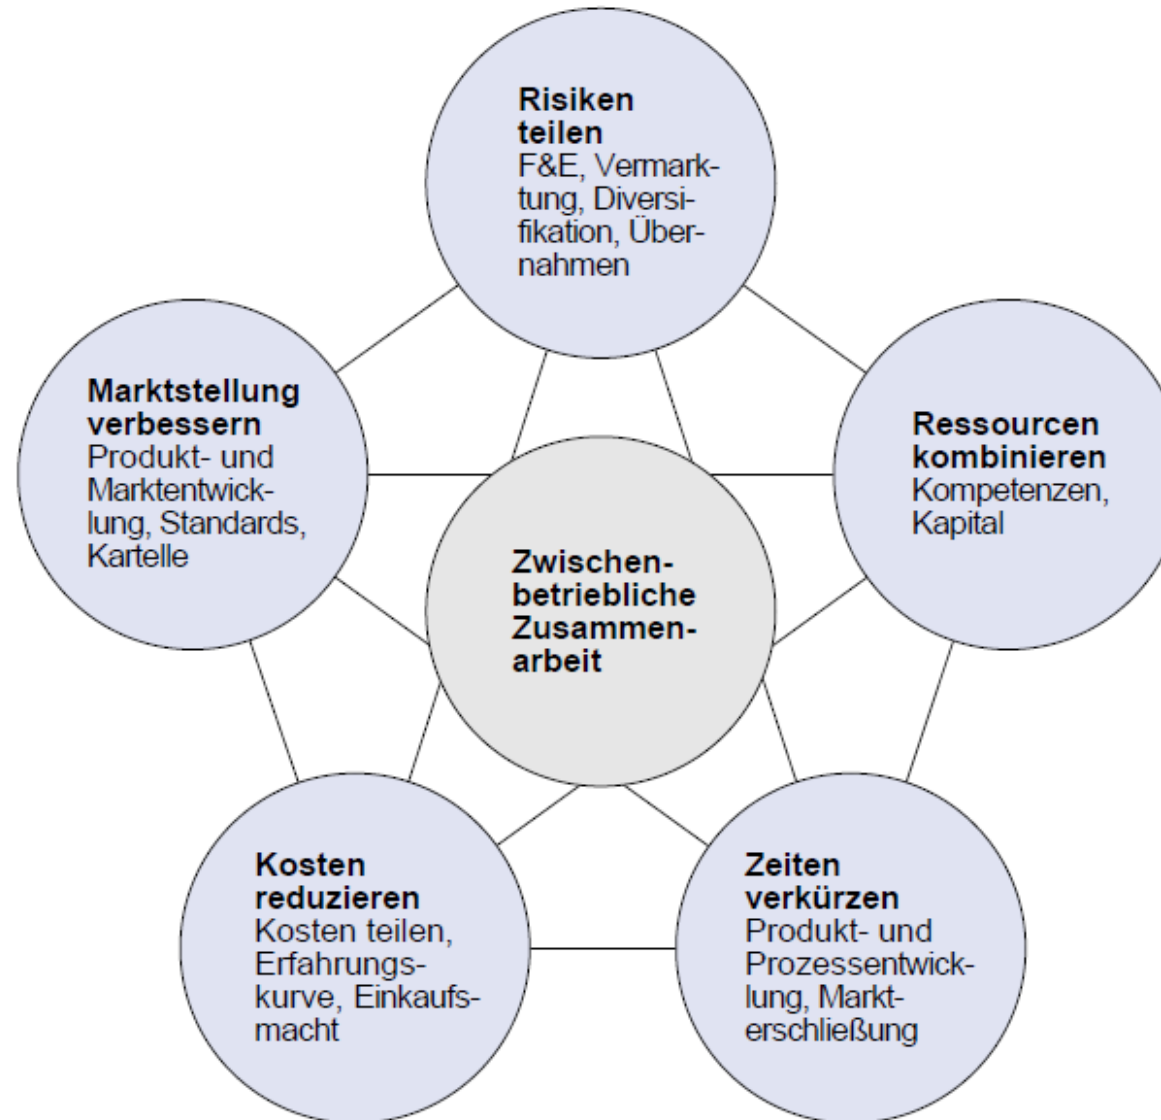 Risiken
teilen
F&E, Vermark-
tung, Diversi-
fikation, Über-
nahmen
Marktstellung
verbessern
Produkt- und
Marktentwick-
lung, Standards,
Kartelle
Ressourcen
kombinieren
Kompetenzen,
Kapital
Zwischen-
betriebliche
Zusammen-
arbeit
Kosten
reduzieren
Kosten teilen,
Erfahrungs-
kurve, Einkaufs-
macht
Zeiten
verkürzen
Produkt- und
Prozessentwick-
lung, Markt-
erschließung